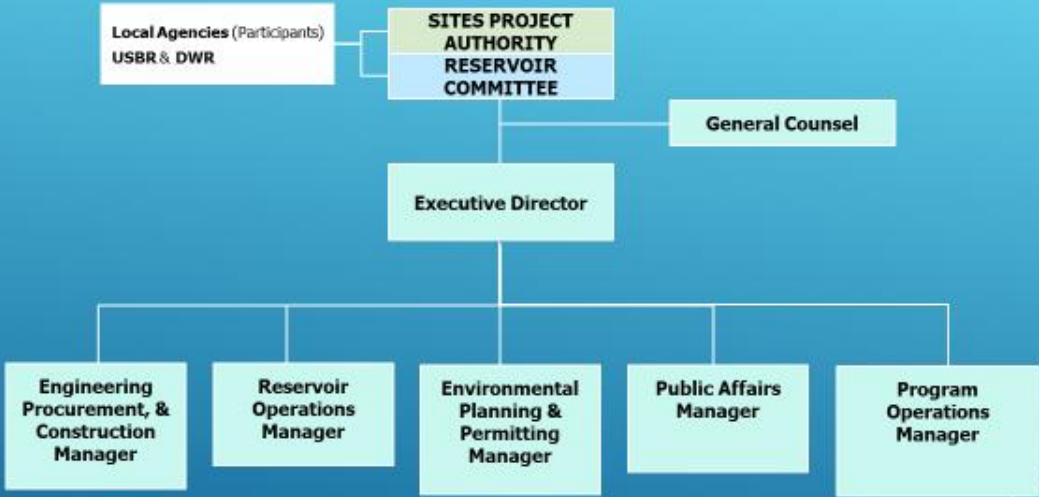 Local Agencies (Participants)
USBR & DWR
SITES PROJECT
AUTHORITY
RESERVOIR
COMMITTEE
General Counsel
Executive Director
Engineering
Procurement, &
Construction
Manager
Reservoir
Operations
Manager
Environmental
Planning &
Permitting
Manager
Public Affairs
Manager
Program
Operations
Manager